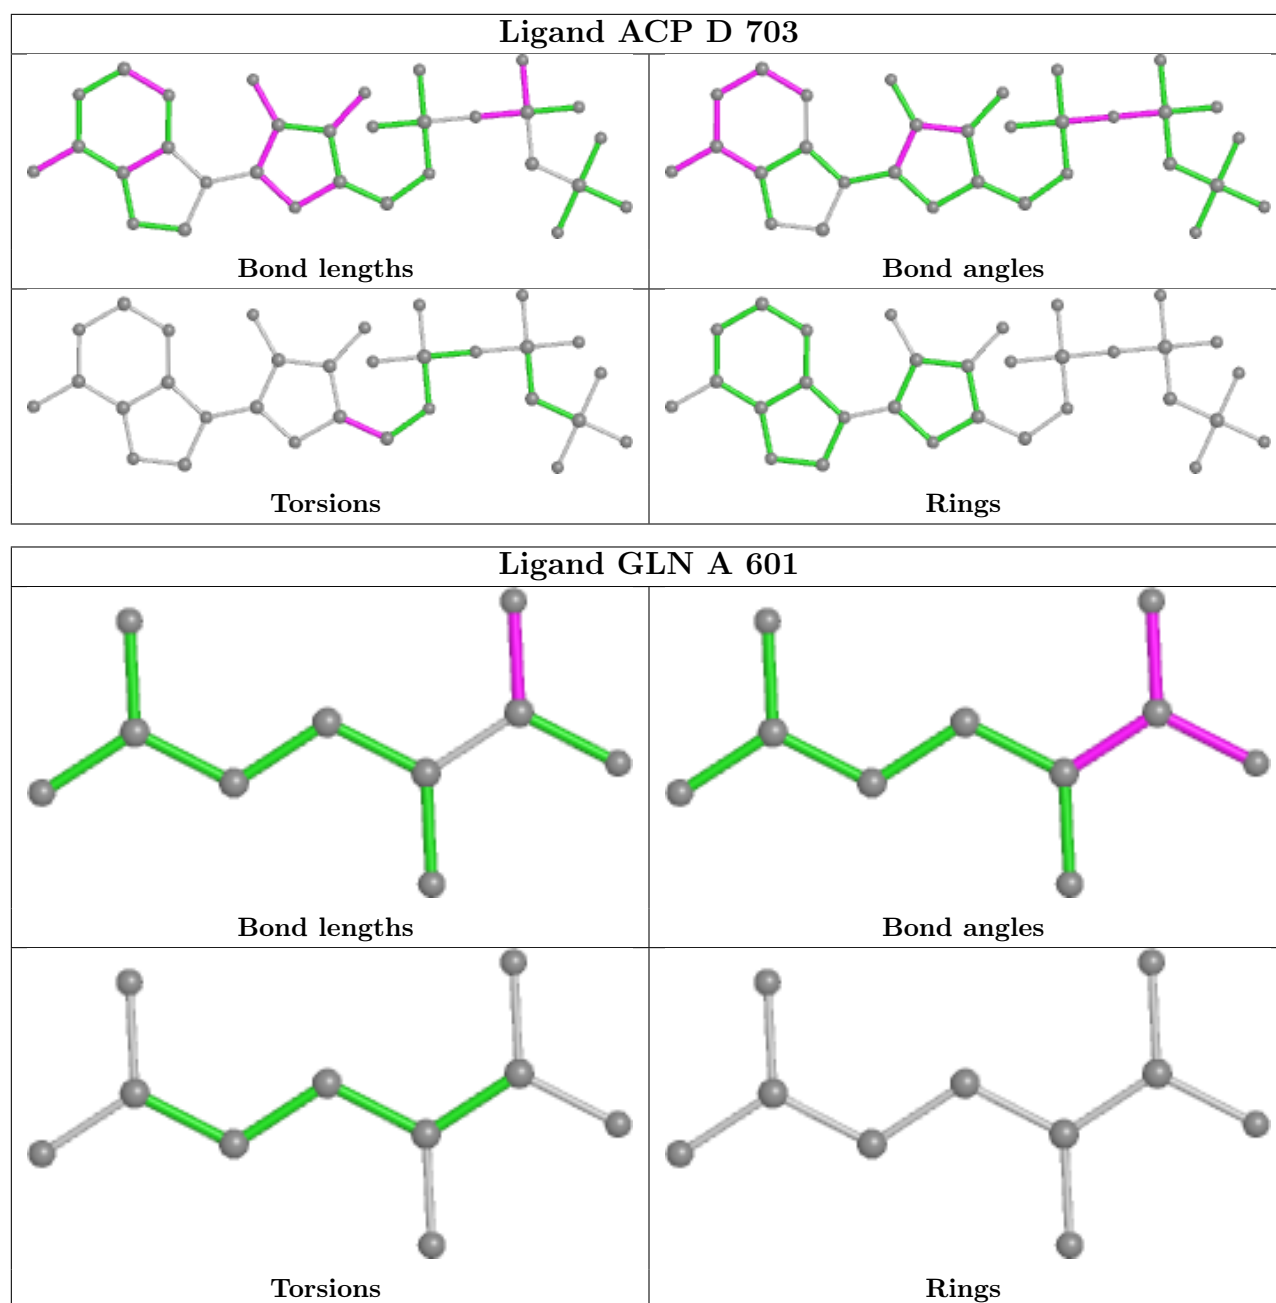 Ligand ACP D 703
Bond lengths
Bond angles
Torsions
Rings
Ligand GLN A 601
Bond lengths
Bond angles
Torsions
Rings